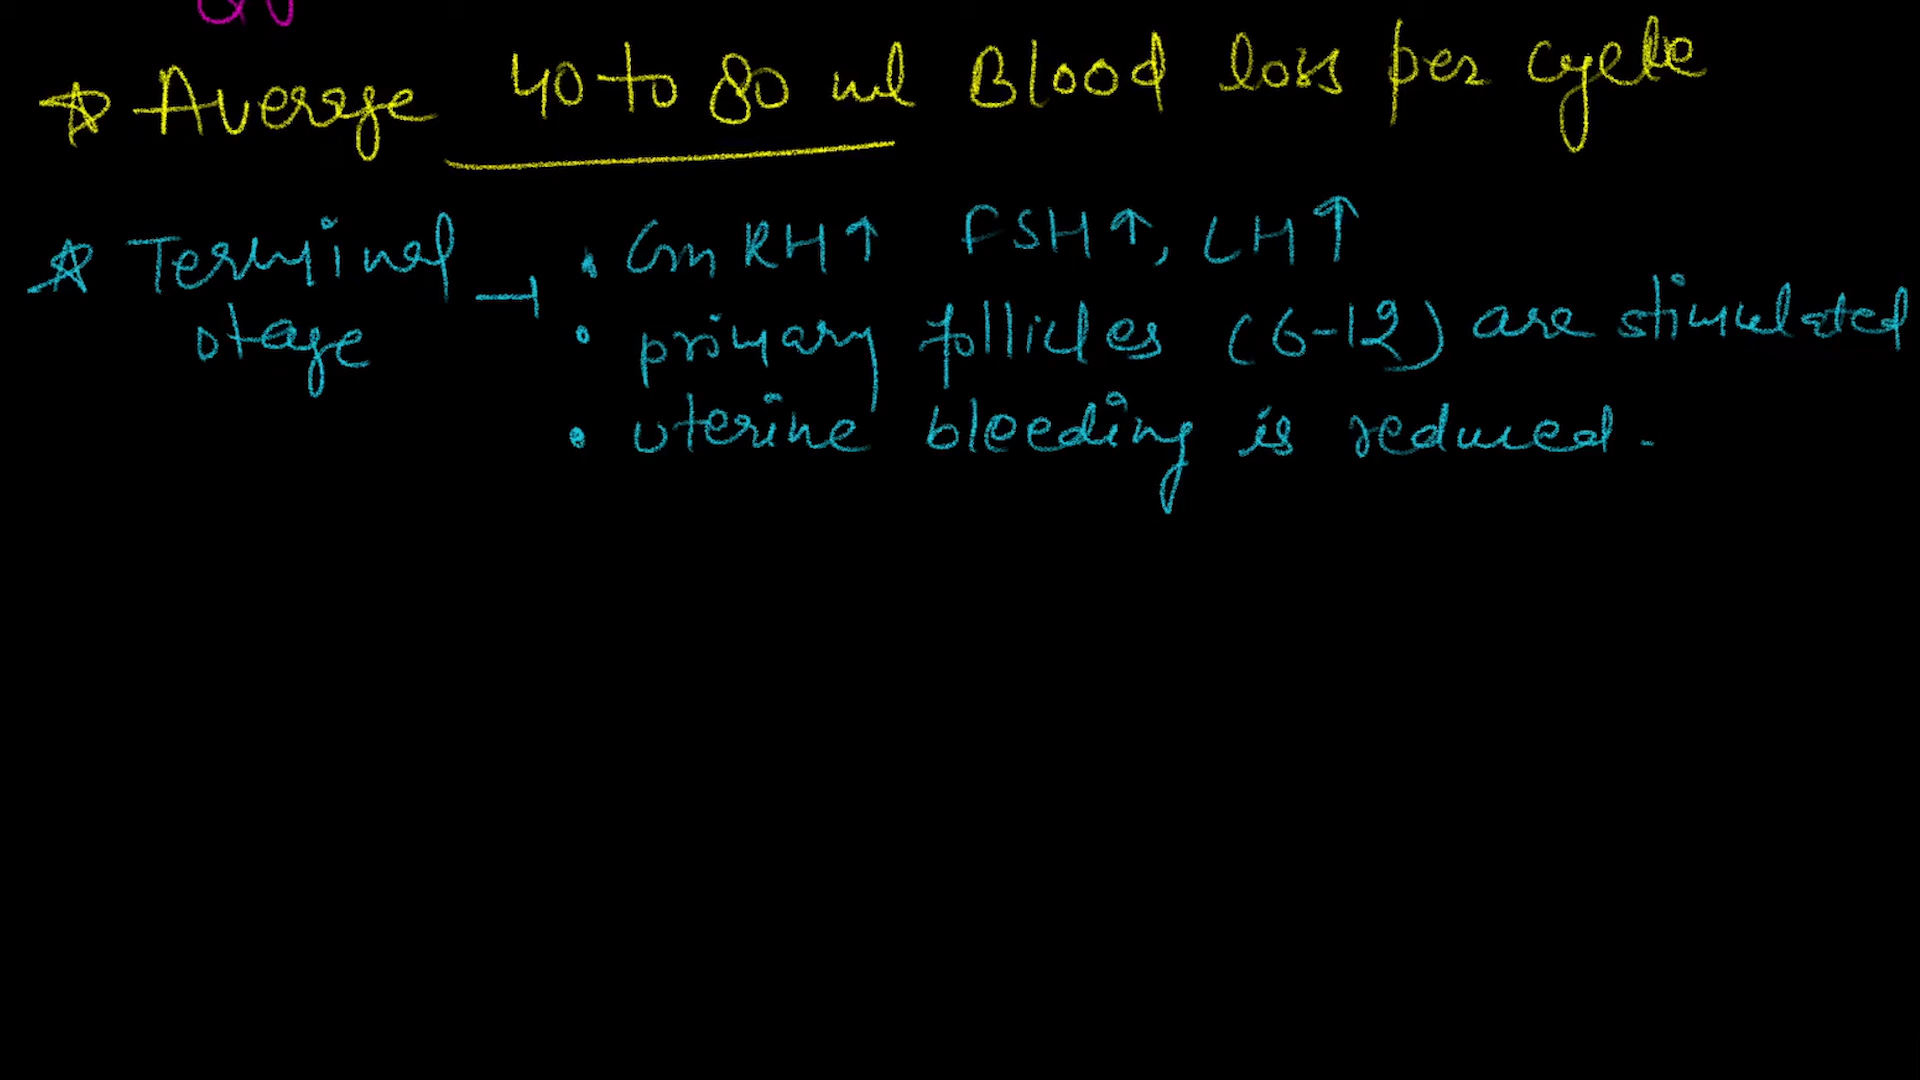 ☆ Average 40 to 80 ml Blood loss per cycle
☆ Terminal stage → • GnRH↑ FSH↑, LH↑
• primary follicles (6-12) are stimulated
• uterine bleeding is reduced.